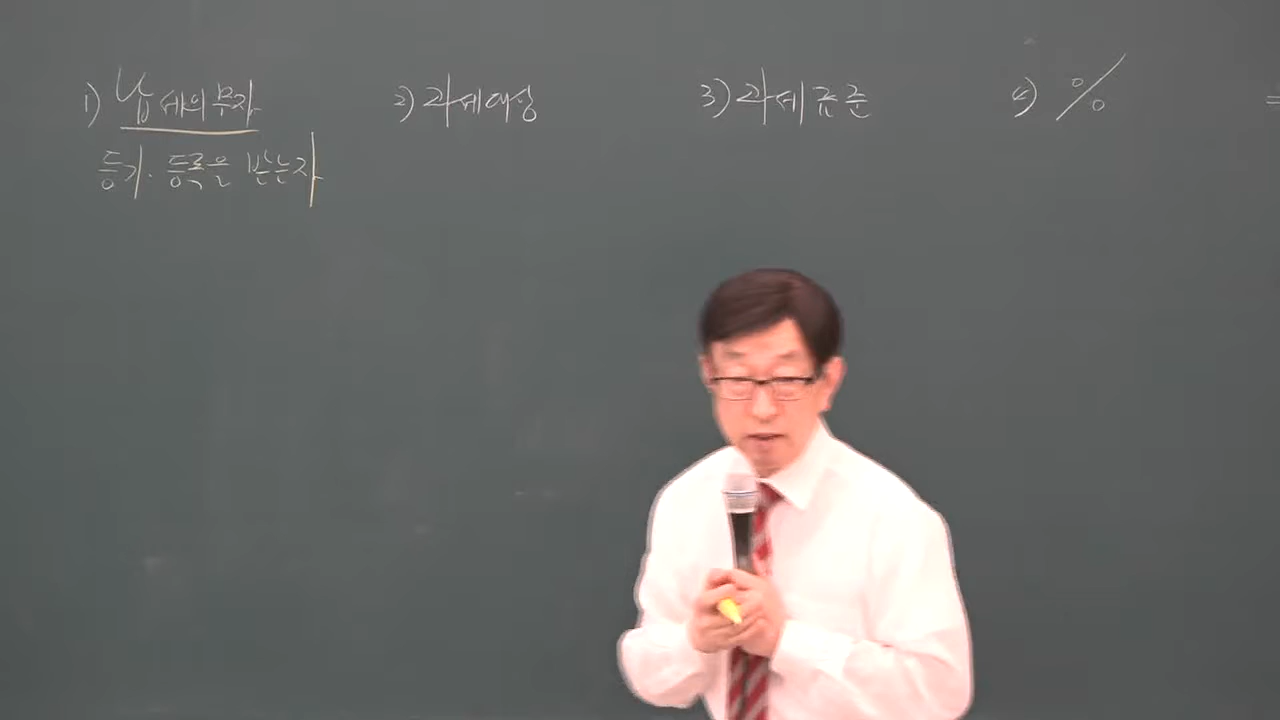 1) 납세의무자 2) 과세대상 3) 과세표준 4) % =
등기. 등록을 받는자